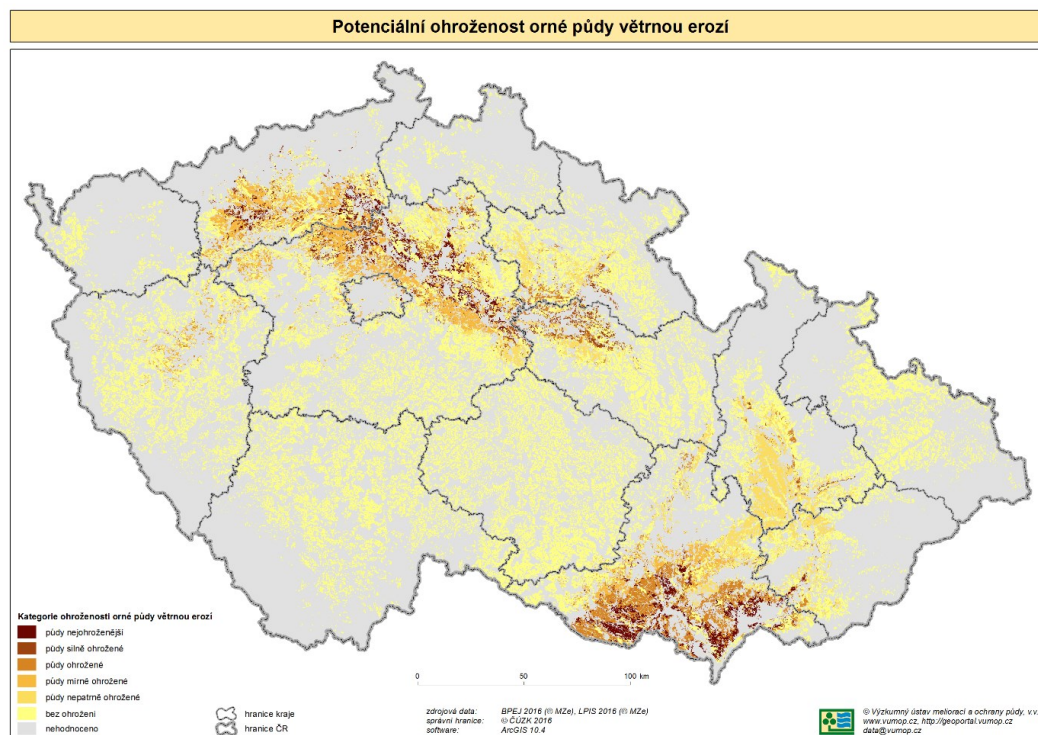 Potenciální ohroženost orné půdy větrnou erozí
Kategorie ohroženosti orné půdy větrnou erozí
půdy nejohroženější
půdy silně ohrožené
půdy ohrožené
půdy mírně ohrožené
půdy nepatrně ohrožené
bez ohrožení
nehodnoceno
hranice kraje
hranice ČR
0 50 100 km
zdrojová data: BPEJ 2016 (© MZe), LPIS 2016 (© MZe)
správní hranice: © ČÚZK 2016
software: ArcGIS 10.4
© Výzkumný ústav meliorací a ochrany půdy, v.v.
www.vumop.cz, http://geoportal.vumop.cz
data@vumop.cz